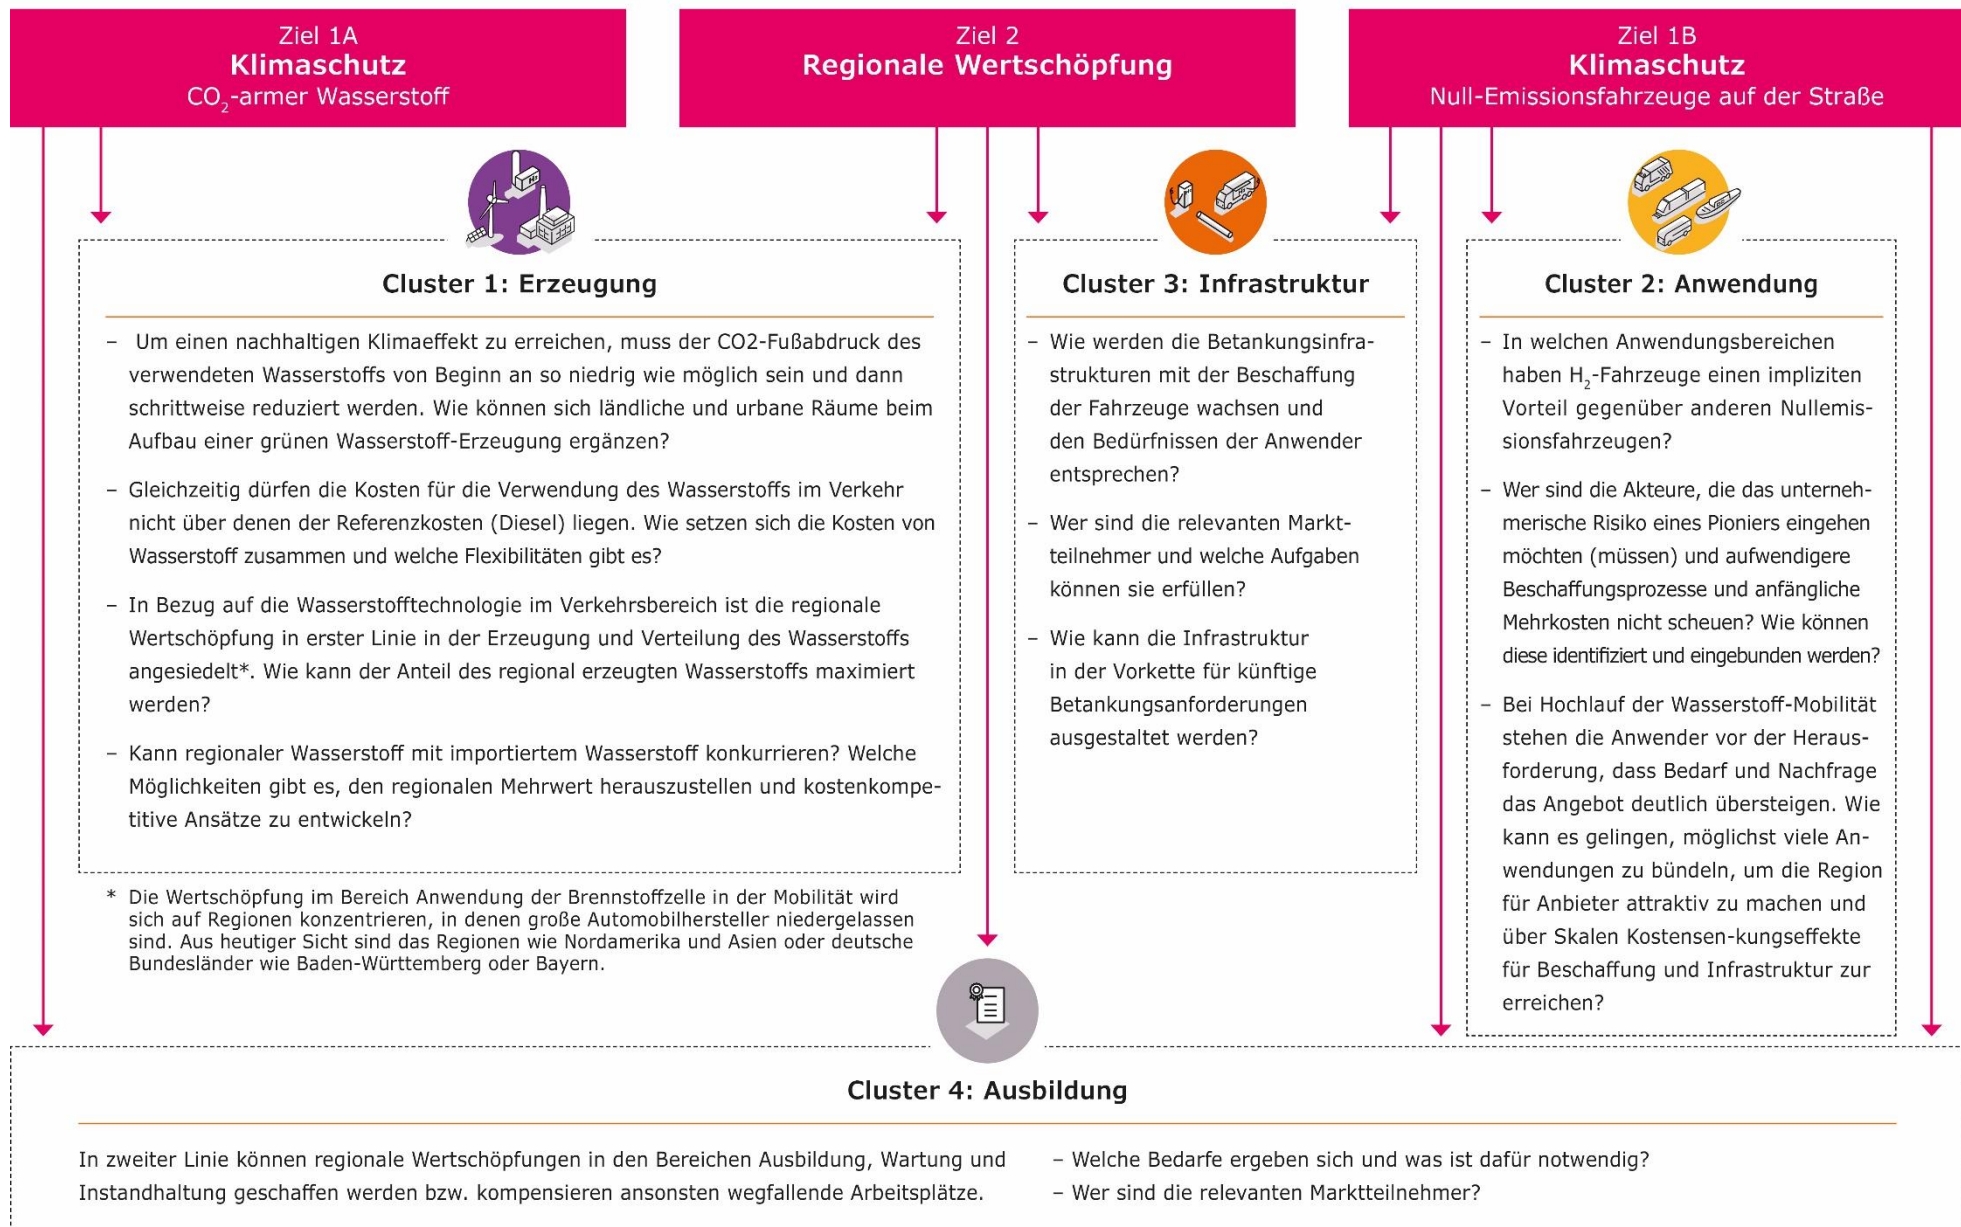 Ziel 1A
Klimaschutz
CO₂-armer Wasserstoff
Ziel 2
Regionale Wertschöpfung
Ziel 1B
Klimaschutz
Null-Emissionsfahrzeuge auf der Straße
Cluster 1: Erzeugung
– Um einen nachhaltigen Klimaeffekt zu erreichen, muss der CO2-Fußabdruck des
verwendeten Wasserstoffs von Beginn an so niedrig wie möglich sein und dann
schrittweise reduziert werden. Wie können sich ländliche und urbane Räume beim
Aufbau einer grünen Wasserstoff-Erzeugung ergänzen?
– Gleichzeitig dürfen die Kosten für die Verwendung des Wasserstoffs im Verkehr
nicht über denen der Referenzkosten (Diesel) liegen. Wie setzen sich die Kosten von
Wasserstoff zusammen und welche Flexibilitäten gibt es?
– In Bezug auf die Wasserstofftechnologie im Verkehrsbereich ist die regionale
Wertschöpfung in erster Linie in der Erzeugung und Verteilung des Wasserstoffs
angesiedelt*. Wie kann der Anteil des regional erzeugten Wasserstoffs maximiert
werden?
– Kann regionaler Wasserstoff mit importiertem Wasserstoff konkurrieren? Welche
Möglichkeiten gibt es, den regionalen Mehrwert herauszustellen und kostenkompe-
titive Ansätze zu entwickeln?
* Die Wertschöpfung im Bereich Anwendung der Brennstoffzelle in der Mobilität wird
sich auf Regionen konzentrieren, in denen große Automobilhersteller niedergelassen
sind. Aus heutiger Sicht sind das Regionen wie Nordamerika und Asien oder deutsche
Bundesländer wie Baden-Württemberg oder Bayern.
Cluster 3: Infrastruktur
– Wie werden die Betankungsinfra-
strukturen mit der Beschaffung
der Fahrzeuge wachsen und
den Bedürfnissen der Anwender
entsprechen?
– Wer sind die relevanten Markt-
teilnehmer und welche Aufgaben
können sie erfüllen?
– Wie kann die Infrastruktur
in der Vorkette für künftige
Betankungsanforderungen
ausgestaltet werden?
Cluster 2: Anwendung
– In welchen Anwendungsbereichen
haben H₂-Fahrzeuge einen impliziten
Vorteil gegenüber anderen Nullemis-
sionsfahrzeugen?
– Wer sind die Akteure, die das unterneh-
merische Risiko eines Pioniers eingehen
möchten (müssen) und aufwendigere
Beschaffungsprozesse und anfängliche
Mehrkosten nicht scheuen? Wie können
diese identifiziert und eingebunden werden?
– Bei Hochlauf der Wasserstoff-Mobilität
stehen die Anwender vor der Heraus-
forderung, dass Bedarf und Nachfrage
das Angebot deutlich übersteigen. Wie
kann es gelingen, möglichst viele An-
wendungen zu bündeln, um die Region
für Anbieter attraktiv zu machen und
über Skalen Kostensen-kungseffekte
für Beschaffung und Infrastruktur zur
erreichen?
Cluster 4: Ausbildung
In zweiter Linie können regionale Wertschöpfungen in den Bereichen Ausbildung, Wartung und
Instandhaltung geschaffen werden bzw. kompensieren ansonsten wegfallende Arbeitsplätze.
– Welche Bedarfe ergeben sich und was ist dafür notwendig?
– Wer sind die relevanten Marktteilnehmer?